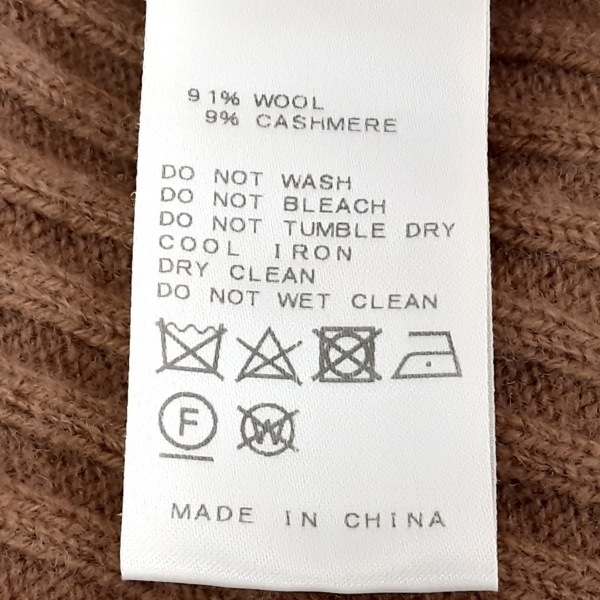 91% WOOL
9% CASHMERE
DO NOT WASH
DO NOT BLEACH
DO NOT TUMBLE DRY
COOL IRON
DRY CLEAN
DO NOT WET CLEAN
F W
MADE IN CHINA